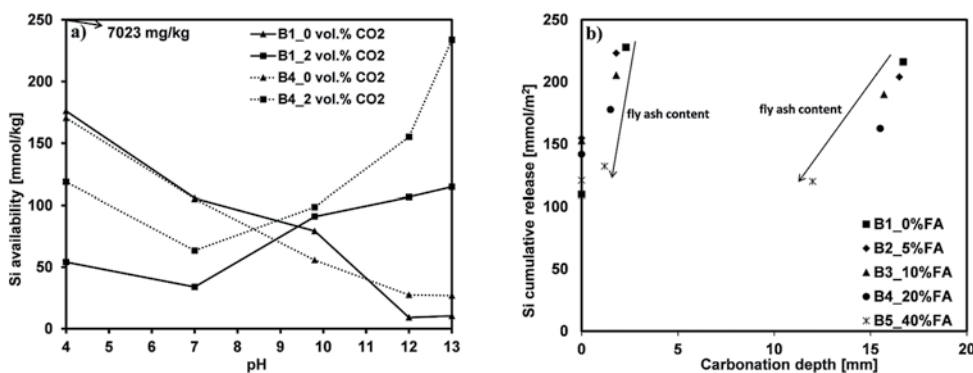 a)
7023 mg/kg
B1_0 vol.% CO2
B1_2 vol.% CO2
B4_0 vol.% CO2
B4_2 vol.% CO2
Si availability [mmol/kg]
250
200
150
100
50
0
4 5 6 7 8 9 10 11 12 13
pH
b)
fly ash content
fly ash content
B1_0%FA
B2_5%FA
B3_10%FA
B4_20%FA
B5_40%FA
Si cumulative release [mmol/m²]
250
200
150
100
50
0
0 5 10 15 20
Carbonation depth [mm]